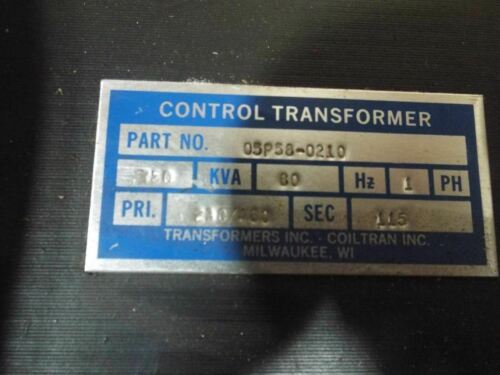 CONTROL TRANSFORMER
PART NO. 05P58-0210
KVA 60 Hz 1 PH
PRI. SEC 115
TRANSFORMERS INC. - COILTRAN INC.
MILWAUKEE, WI